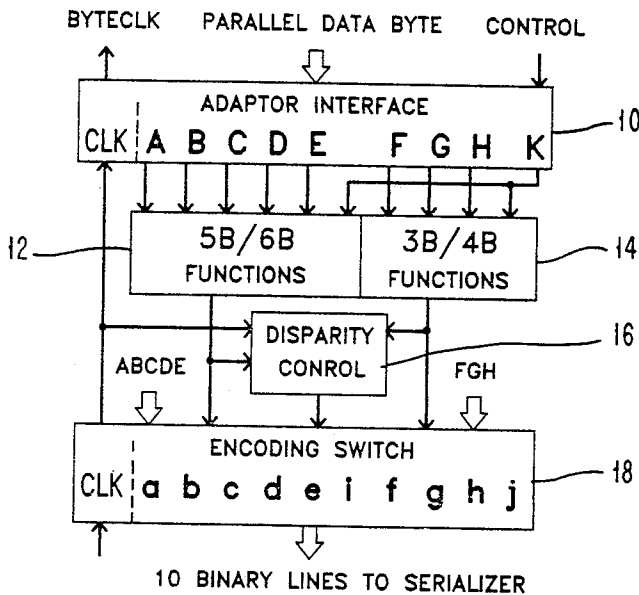 BYTECLK PARALLEL DATA BYTE CONTROL
ADAPTOR INTERFACE
10
CLK A B C D E F G H K
12
5B/6B FUNCTIONS
3B/4B FUNCTIONS
14
DISPARITY CONROL
16
ABCDE
FGH
ENCODING SWITCH
CLK a b c d e i f g h j
18
10 BINARY LINES TO SERIALIZER